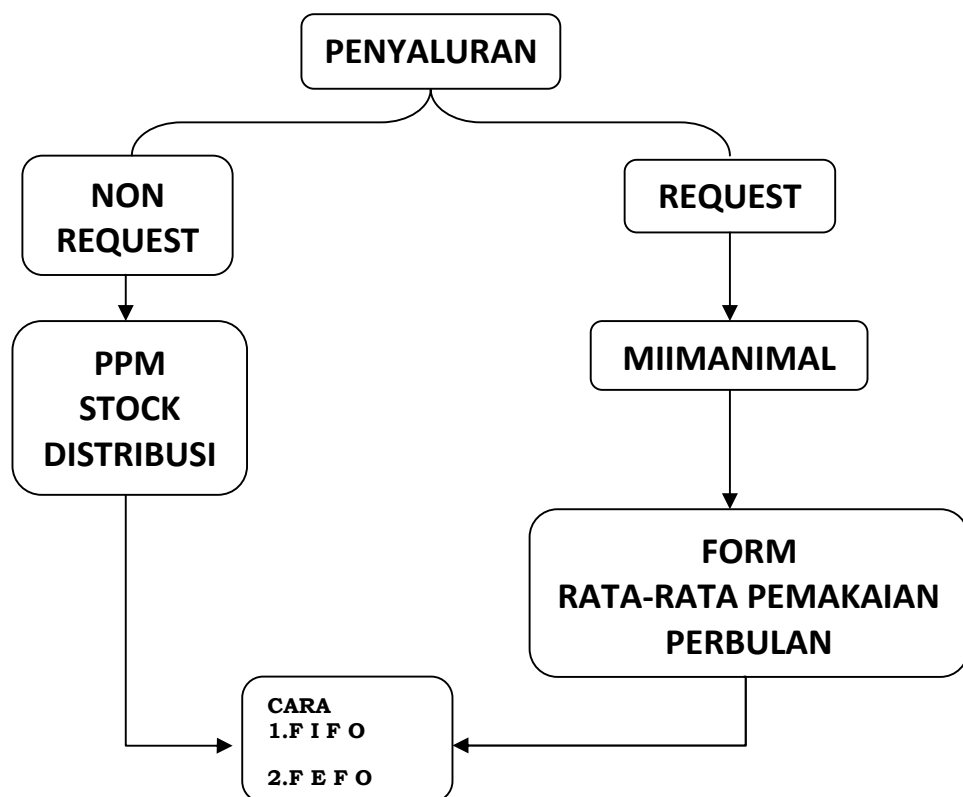 PENYALURAN
NON
REQUEST
REQUEST
PPM
STOCK
DISTRIBUSI
MIIMANIMAL
FORM
RATA-RATA PEMAKAIAN
PERBULAN
CARA
1.F I F O
2.F E F O